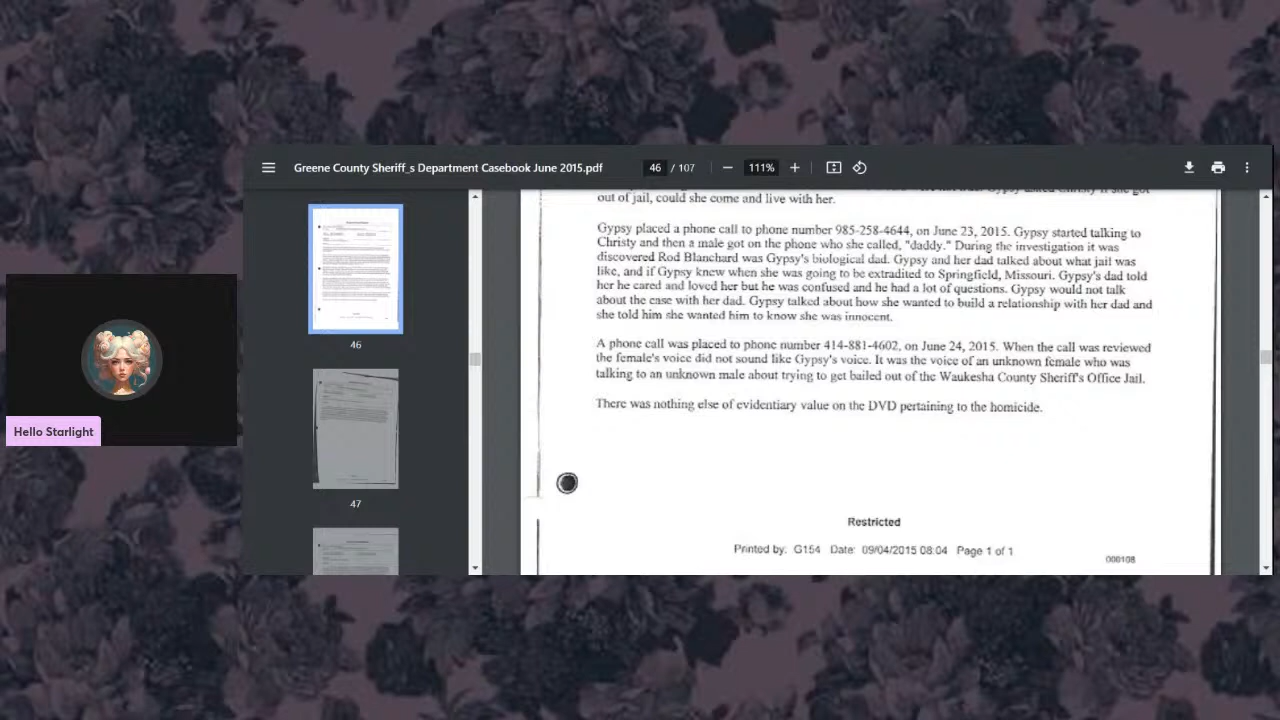 Greene County Sheriff_s Department Casebook June 2015.pdf
46 / 107
111%
out of jail, could she come and live with her.
Gypsy placed a phone call to phone number 985-258-4644, on June 23, 2015. Gypsy started talking to
Christy and then a male got on the phone who she called, "daddy." During the investigation it was
discovered Rod Blanchard was Gypsy's biological dad. Gypsy and her dad talked about what jail was
like, and if Gypsy knew when she was going to be extradited to Springfield, Missouri. Gypsy's dad told
her he cared and loved her but he was confused and he had a lot of questions. Gypsy would not talk
about the case with her dad. Gypsy talked about how she wanted to build a relationship with her dad and
she told him she wanted him to know she was innocent.
A phone call was placed to phone number 414-881-4602, on June 24, 2015. When the call was reviewed
the female's voice did not sound like Gypsy's voice. It was the voice of an unknown female who was
talking to an unknown male about trying to get bailed out of the Waukesha County Sheriff's Office Jail.
There was nothing else of evidentiary value on the DVD pertaining to the homicide.
Restricted
Printed by: G154 Date: 09/04/2015 08:04 Page 1 of 1
000108
46
47
Hello Starlight